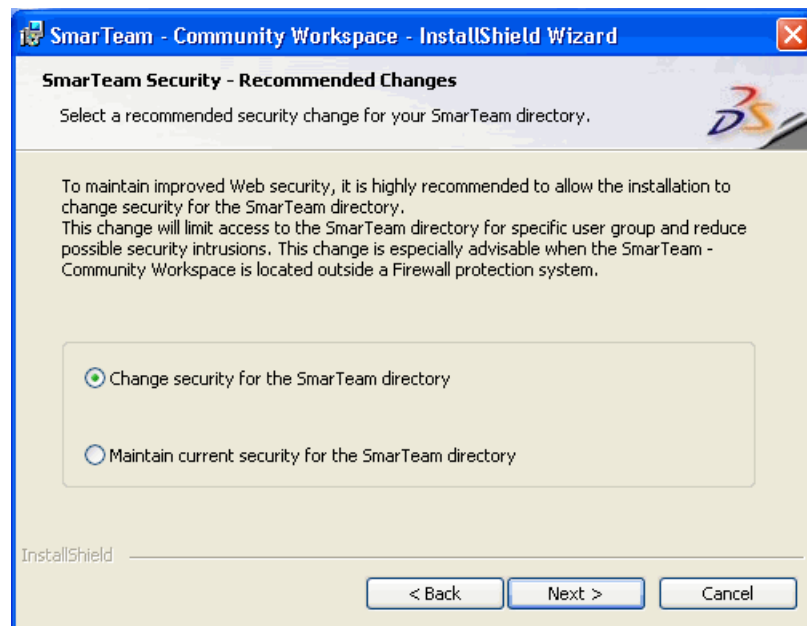 SmarTeam - Community Workspace - InstallShield Wizard
SmarTeam Security - Recommended Changes
Select a recommended security change for your SmarTeam directory.
To maintain improved Web security, it is highly recommended to allow the installation to
change security for the SmarTeam directory.
This change will limit access to the SmarTeam directory for specific user group and reduce
possible security intrusions. This change is especially advisable when the SmarTeam -
Community Workspace is located outside a Firewall protection system.
Change security for the SmarTeam directory
Maintain current security for the SmarTeam directory
InstallShield
< Back
Next >
Cancel